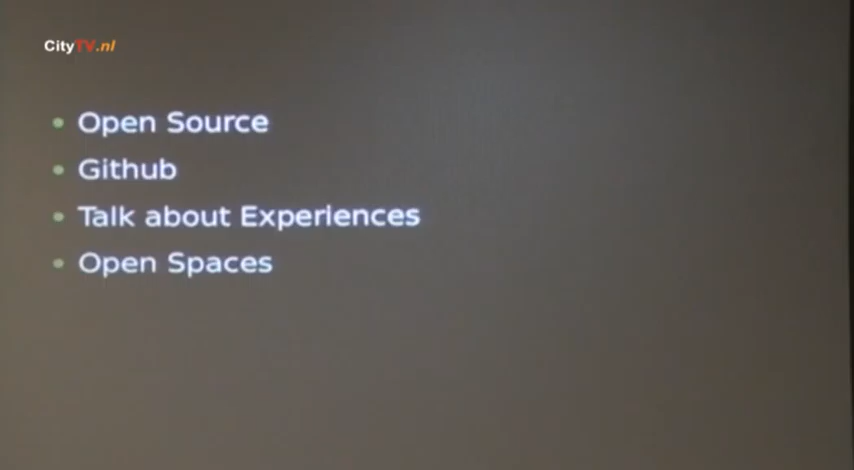 CityTV.nl
Open Source
Github
Talk about Experiences
Open Spaces